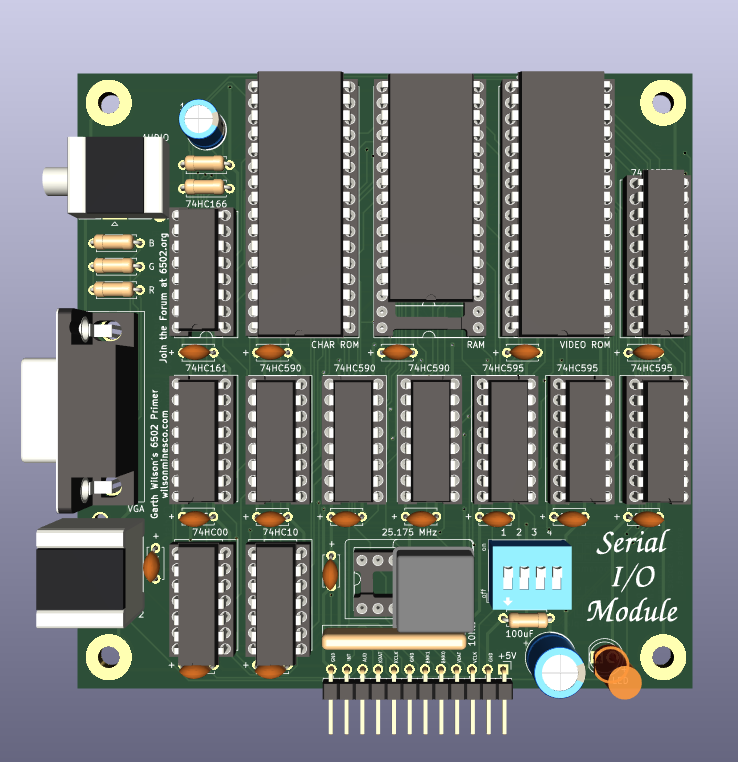 74HC166
B
G
R
Join the Forum at 6502.org
CHAR ROM
RAM
VIDEO ROM
74HC161
74HC590
74HC590
74HC590
74HC595
74HC595
74HC595
Garth Wilson's 6502 Primer
wilsonminesco.com
VGA
74HC00
74HC10
25.175 MHz
1 2 3 4
on
off
Serial
I/O
Module
100uF
+5V